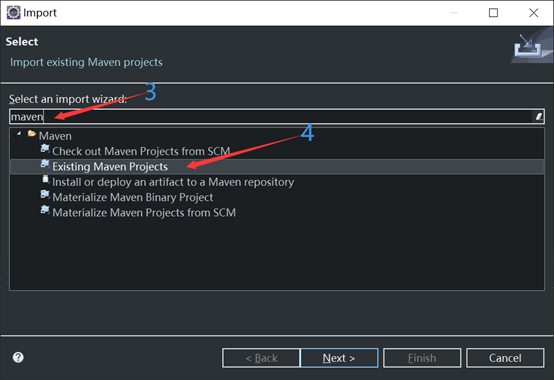 Import
Select
Import existing Maven projects
Select an import wizard:
3
maven
4
Maven
Check out Maven Projects from SCM
Existing Maven Projects
Install or deploy an artifact to a Maven repository
Materialize Maven Binary Project
Materialize Maven Projects from SCM
? < Back Next > Finish Cancel